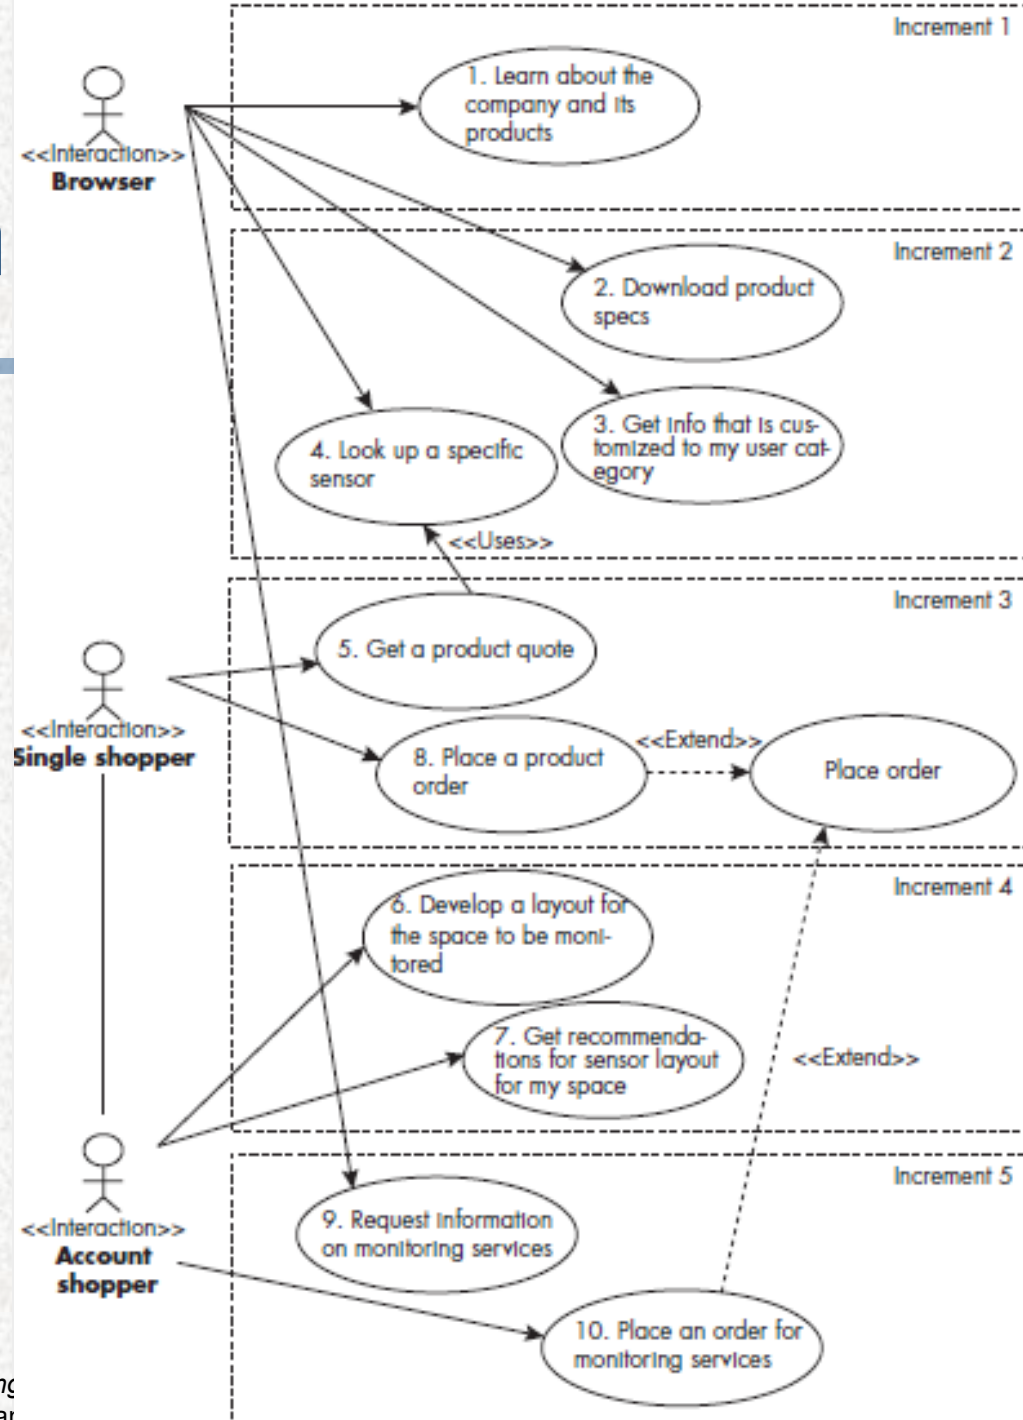 Increment 1
1. Learn about the
company and its
products
<<Interaction>>
Browser
Increment 2
2. Download product
specs
3. Get info that is cus-
tomized to my user cat-
egory
4. Look up a specific
sensor
<<Uses>>
Increment 3
5. Get a product quote
<<Interaction>>
Single shopper
8. Place a product
order
<<Extend>>
Place order
Increment 4
6. Develop a layout for
the space to be moni-
tored
7. Get recommenda-
tions for sensor layout
for my space
<<Extend>>
Increment 5
<<Interaction>>
Account
shopper
9. Request information
on monitoring services
10. Place an order for
monitoring services